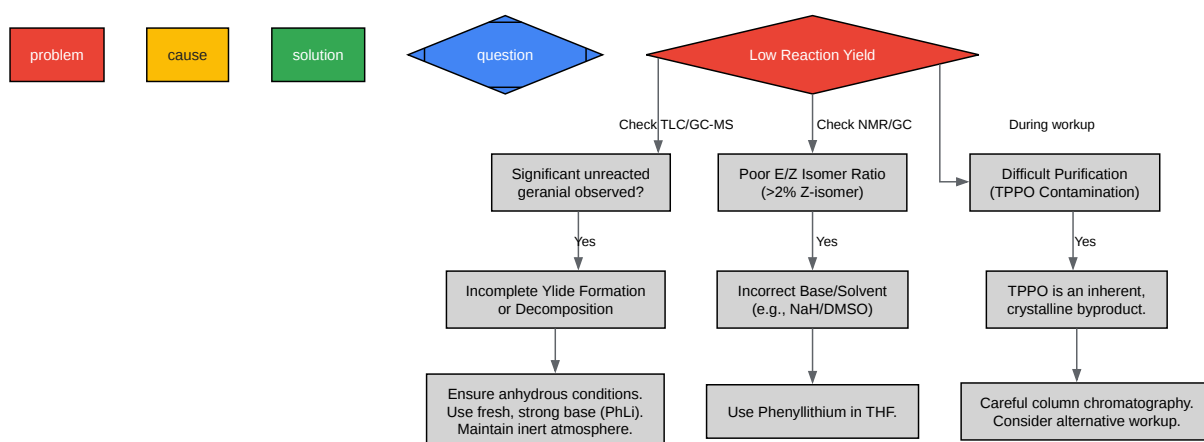 problem
cause
solution
question
Low Reaction Yield
Check TLC/GC-MS
Check NMR/GC
During workup
Significant unreacted
geranial observed?
Poor E/Z Isomer Ratio
(>2% Z-isomer)
Difficult Purification
(TPPO Contamination)
Yes
Yes
Yes
Incomplete Ylide Formation
or Decomposition
Incorrect Base/Solvent
(e.g., NaH/DMSO)
TPPO is an inherent,
crystalline byproduct.
Ensure anhydrous conditions.
Use fresh, strong base (PhLi).
Maintain inert atmosphere.
Use Phenyllithium in THF.
Careful column chromatography.
Consider alternative workup.